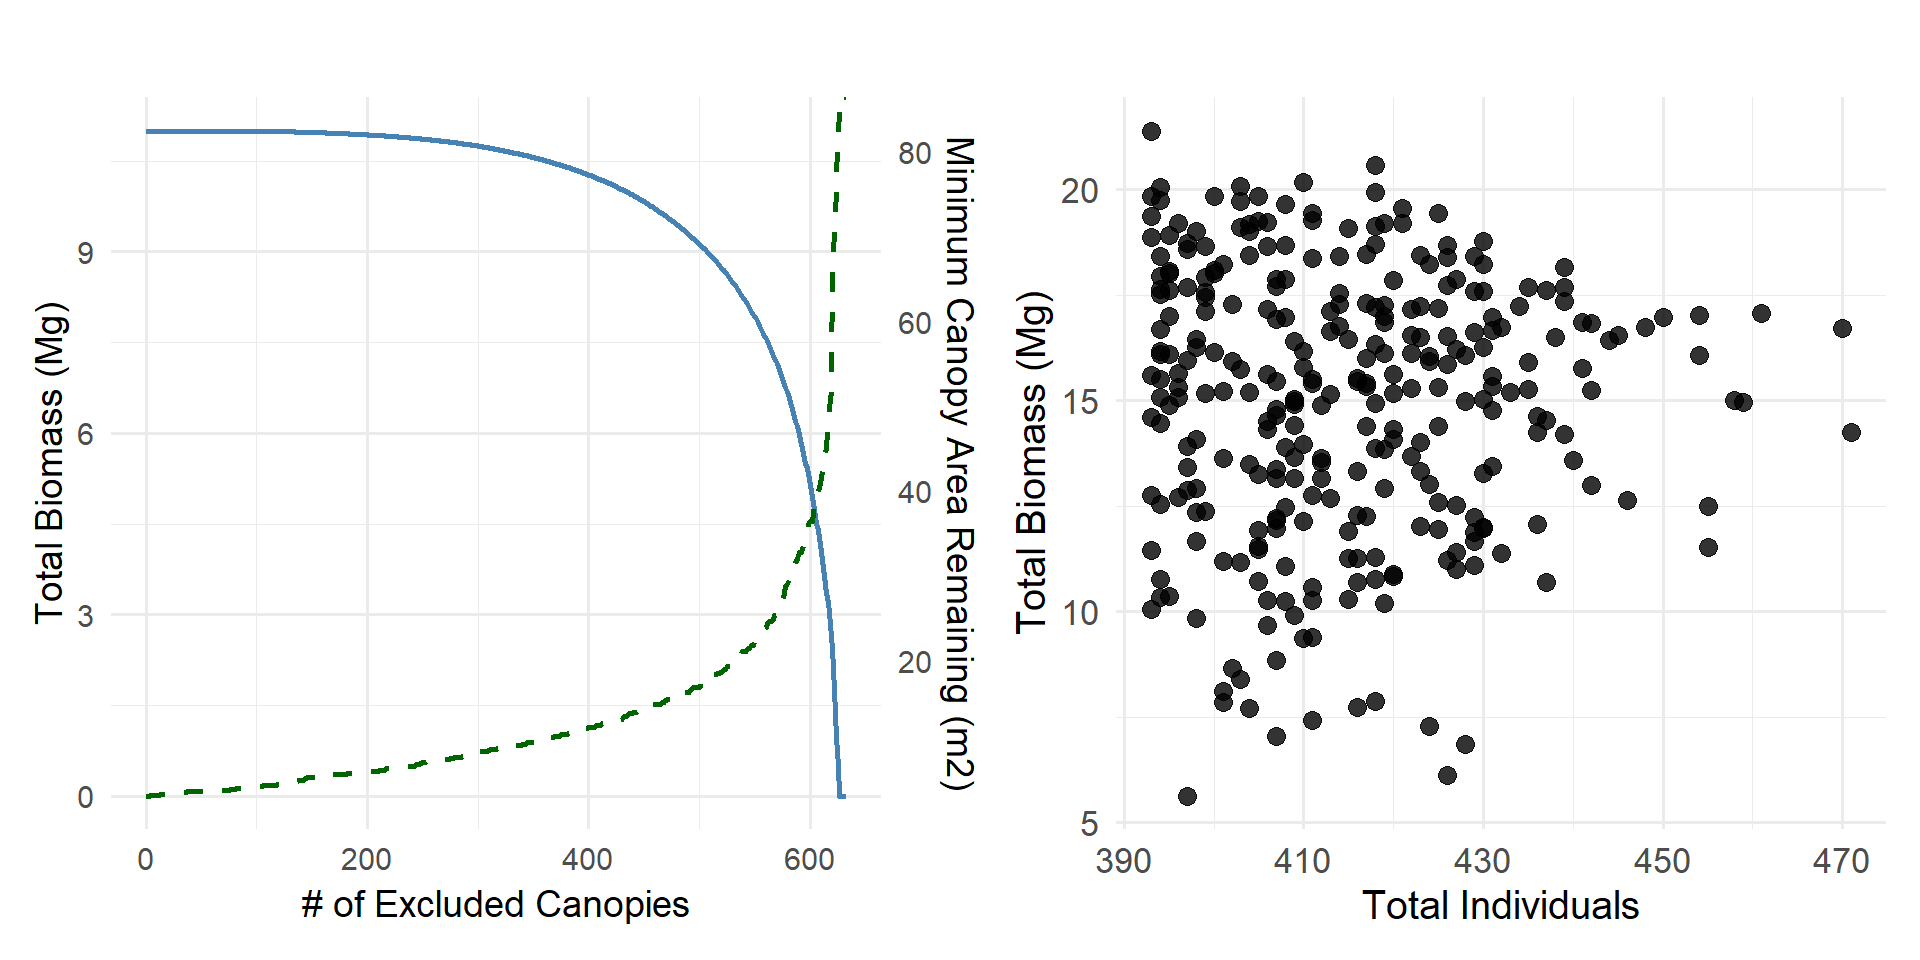 Total Biomass (Mg)
9
6
3
0
0 200 400 600
# of Excluded Canopies
80
60
40
20
Minimum Canopy Area Remaining (m2)
Total Biomass (Mg)
20
15
10
5
390 410 430 450 470
Total Individuals